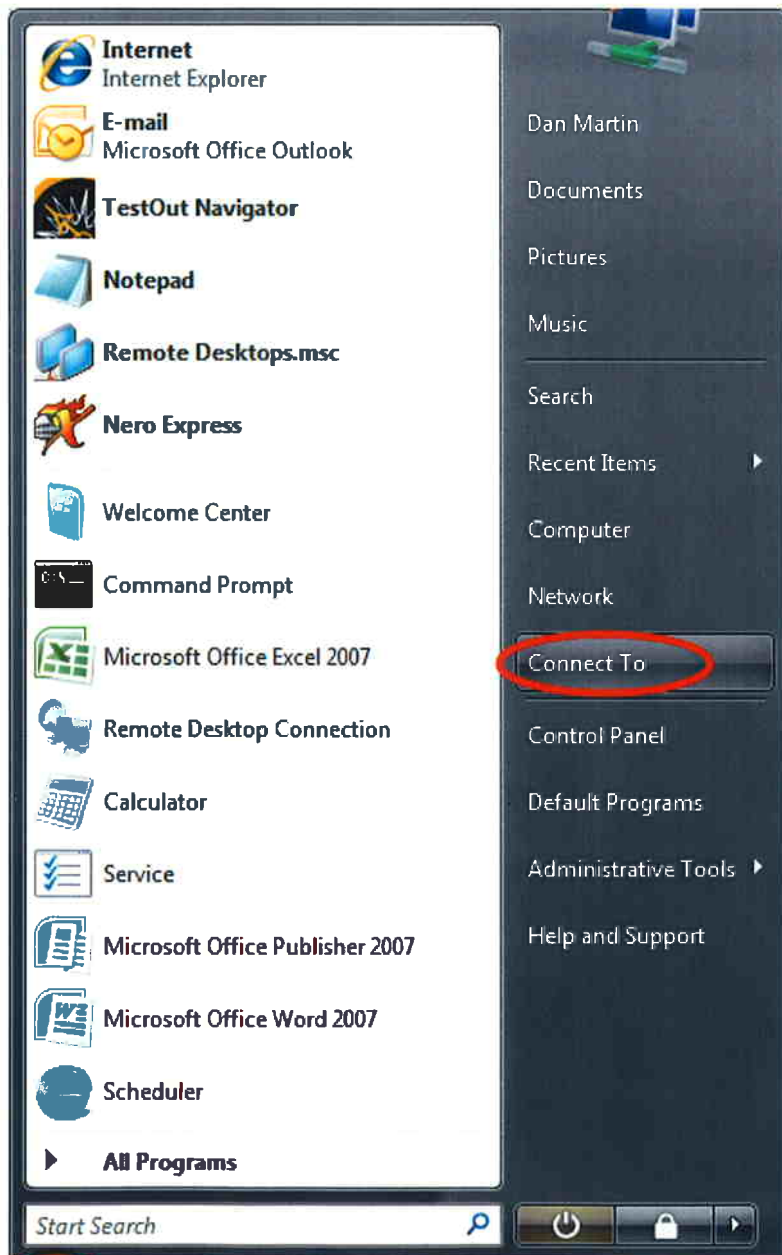 Internet
Internet Explorer
E-mail
Microsoft Office Outlook
TestOut Navigator
Notepad
Remote Desktops.msc
Nero Express
Welcome Center
C:\_
Command Prompt
Microsoft Office Excel 2007
Remote Desktop Connection
Calculator
Service
Microsoft Office Publisher 2007
Microsoft Office Word 2007
Scheduler
All Programs
Start Search
Dan Martin
Documents
Pictures
Music
Search
Recent Items
Computer
Network
Connect To
Control Panel
Default Programs
Administrative Tools
Help and Support